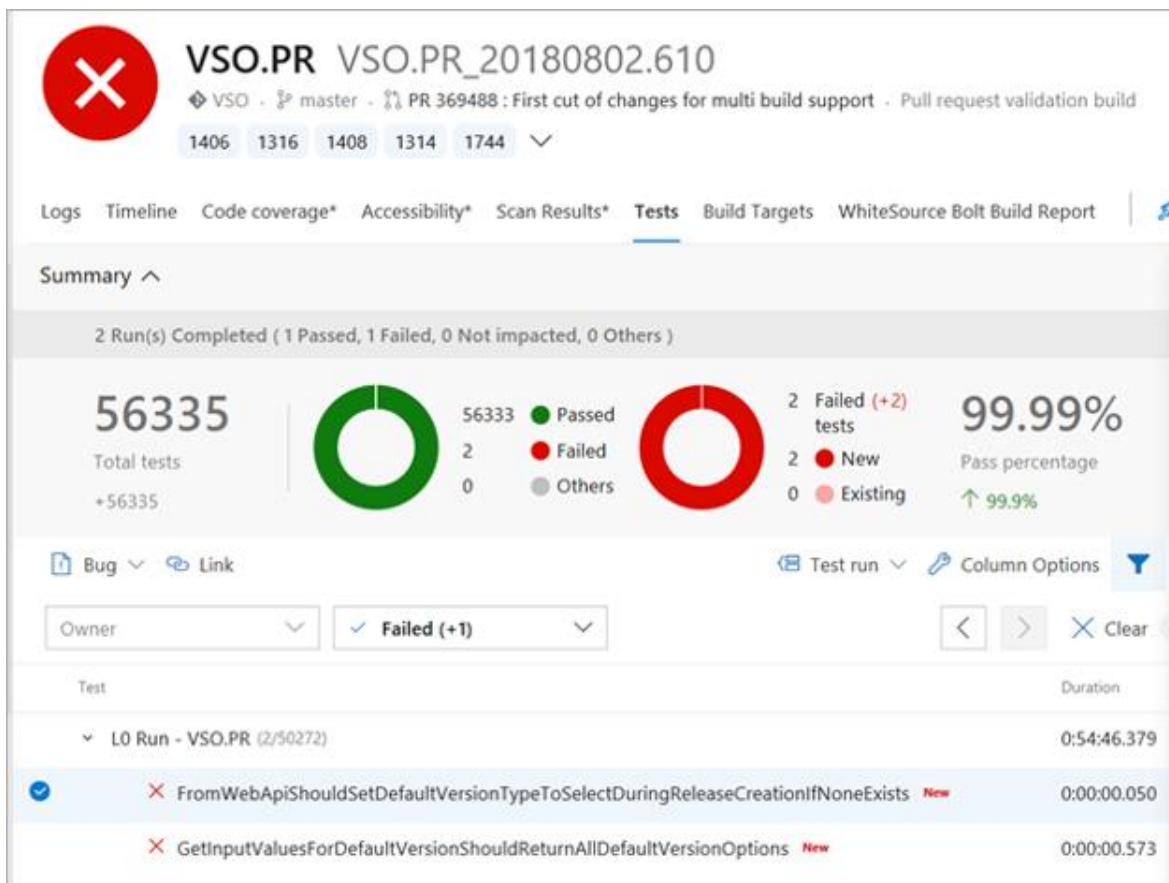 VSO.PR VSO.PR_20180802.610
VSO · master · PR 369488 : First cut of changes for multi build support · Pull request validation build
1406 1316 1408 1314 1744
Logs Timeline Code coverage* Accessibility* Scan Results* Tests Build Targets WhiteSource Bolt Build Report
Summary
2 Run(s) Completed ( 1 Passed, 1 Failed, 0 Not impacted, 0 Others )
56335
Total tests
+56335
56333 Passed
2 Failed
0 Others
2 Failed (+2)
tests
2 New
0 Existing
99.99%
Pass percentage
↑ 99.9%
Bug Link Test run Column Options
Owner Failed (+1) < > Clear
Test Duration
L0 Run - VSO.PR (2/50272) 0:54:46.379
FromWebApiShouldSetDefaultVersionTypeToSelectDuringReleaseCreationIfNoneExists New 0:00:00.050
GetInputValuesForDefaultVersionShouldReturnAllDefaultVersionOptions New 0:00:00.573